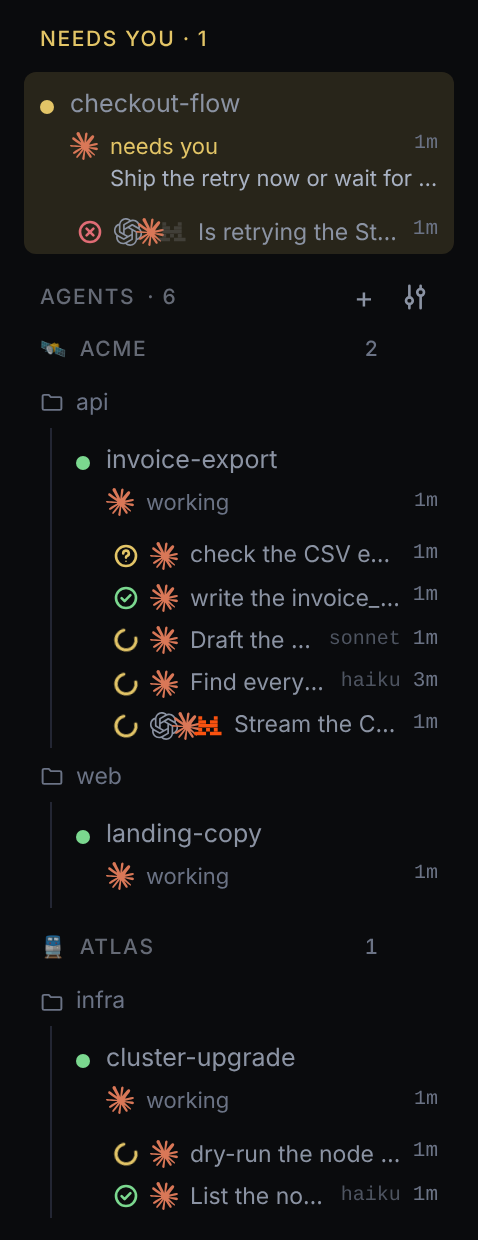 NEEDS YOU · 1
checkout-flow
needs you 1m
Ship the retry now or wait for ...
Is retrying the St... 1m
AGENTS · 6 +
ACME 2
api
invoice-export
working 1m
check the CSV e... 1m
write the invoice_... 1m
Draft the ... sonnet 1m
Find every... haiku 3m
Stream the C... 1m
web
landing-copy
working 1m
ATLAS 1
infra
cluster-upgrade
working 1m
dry-run the node ... 1m
List the no... haiku 1m